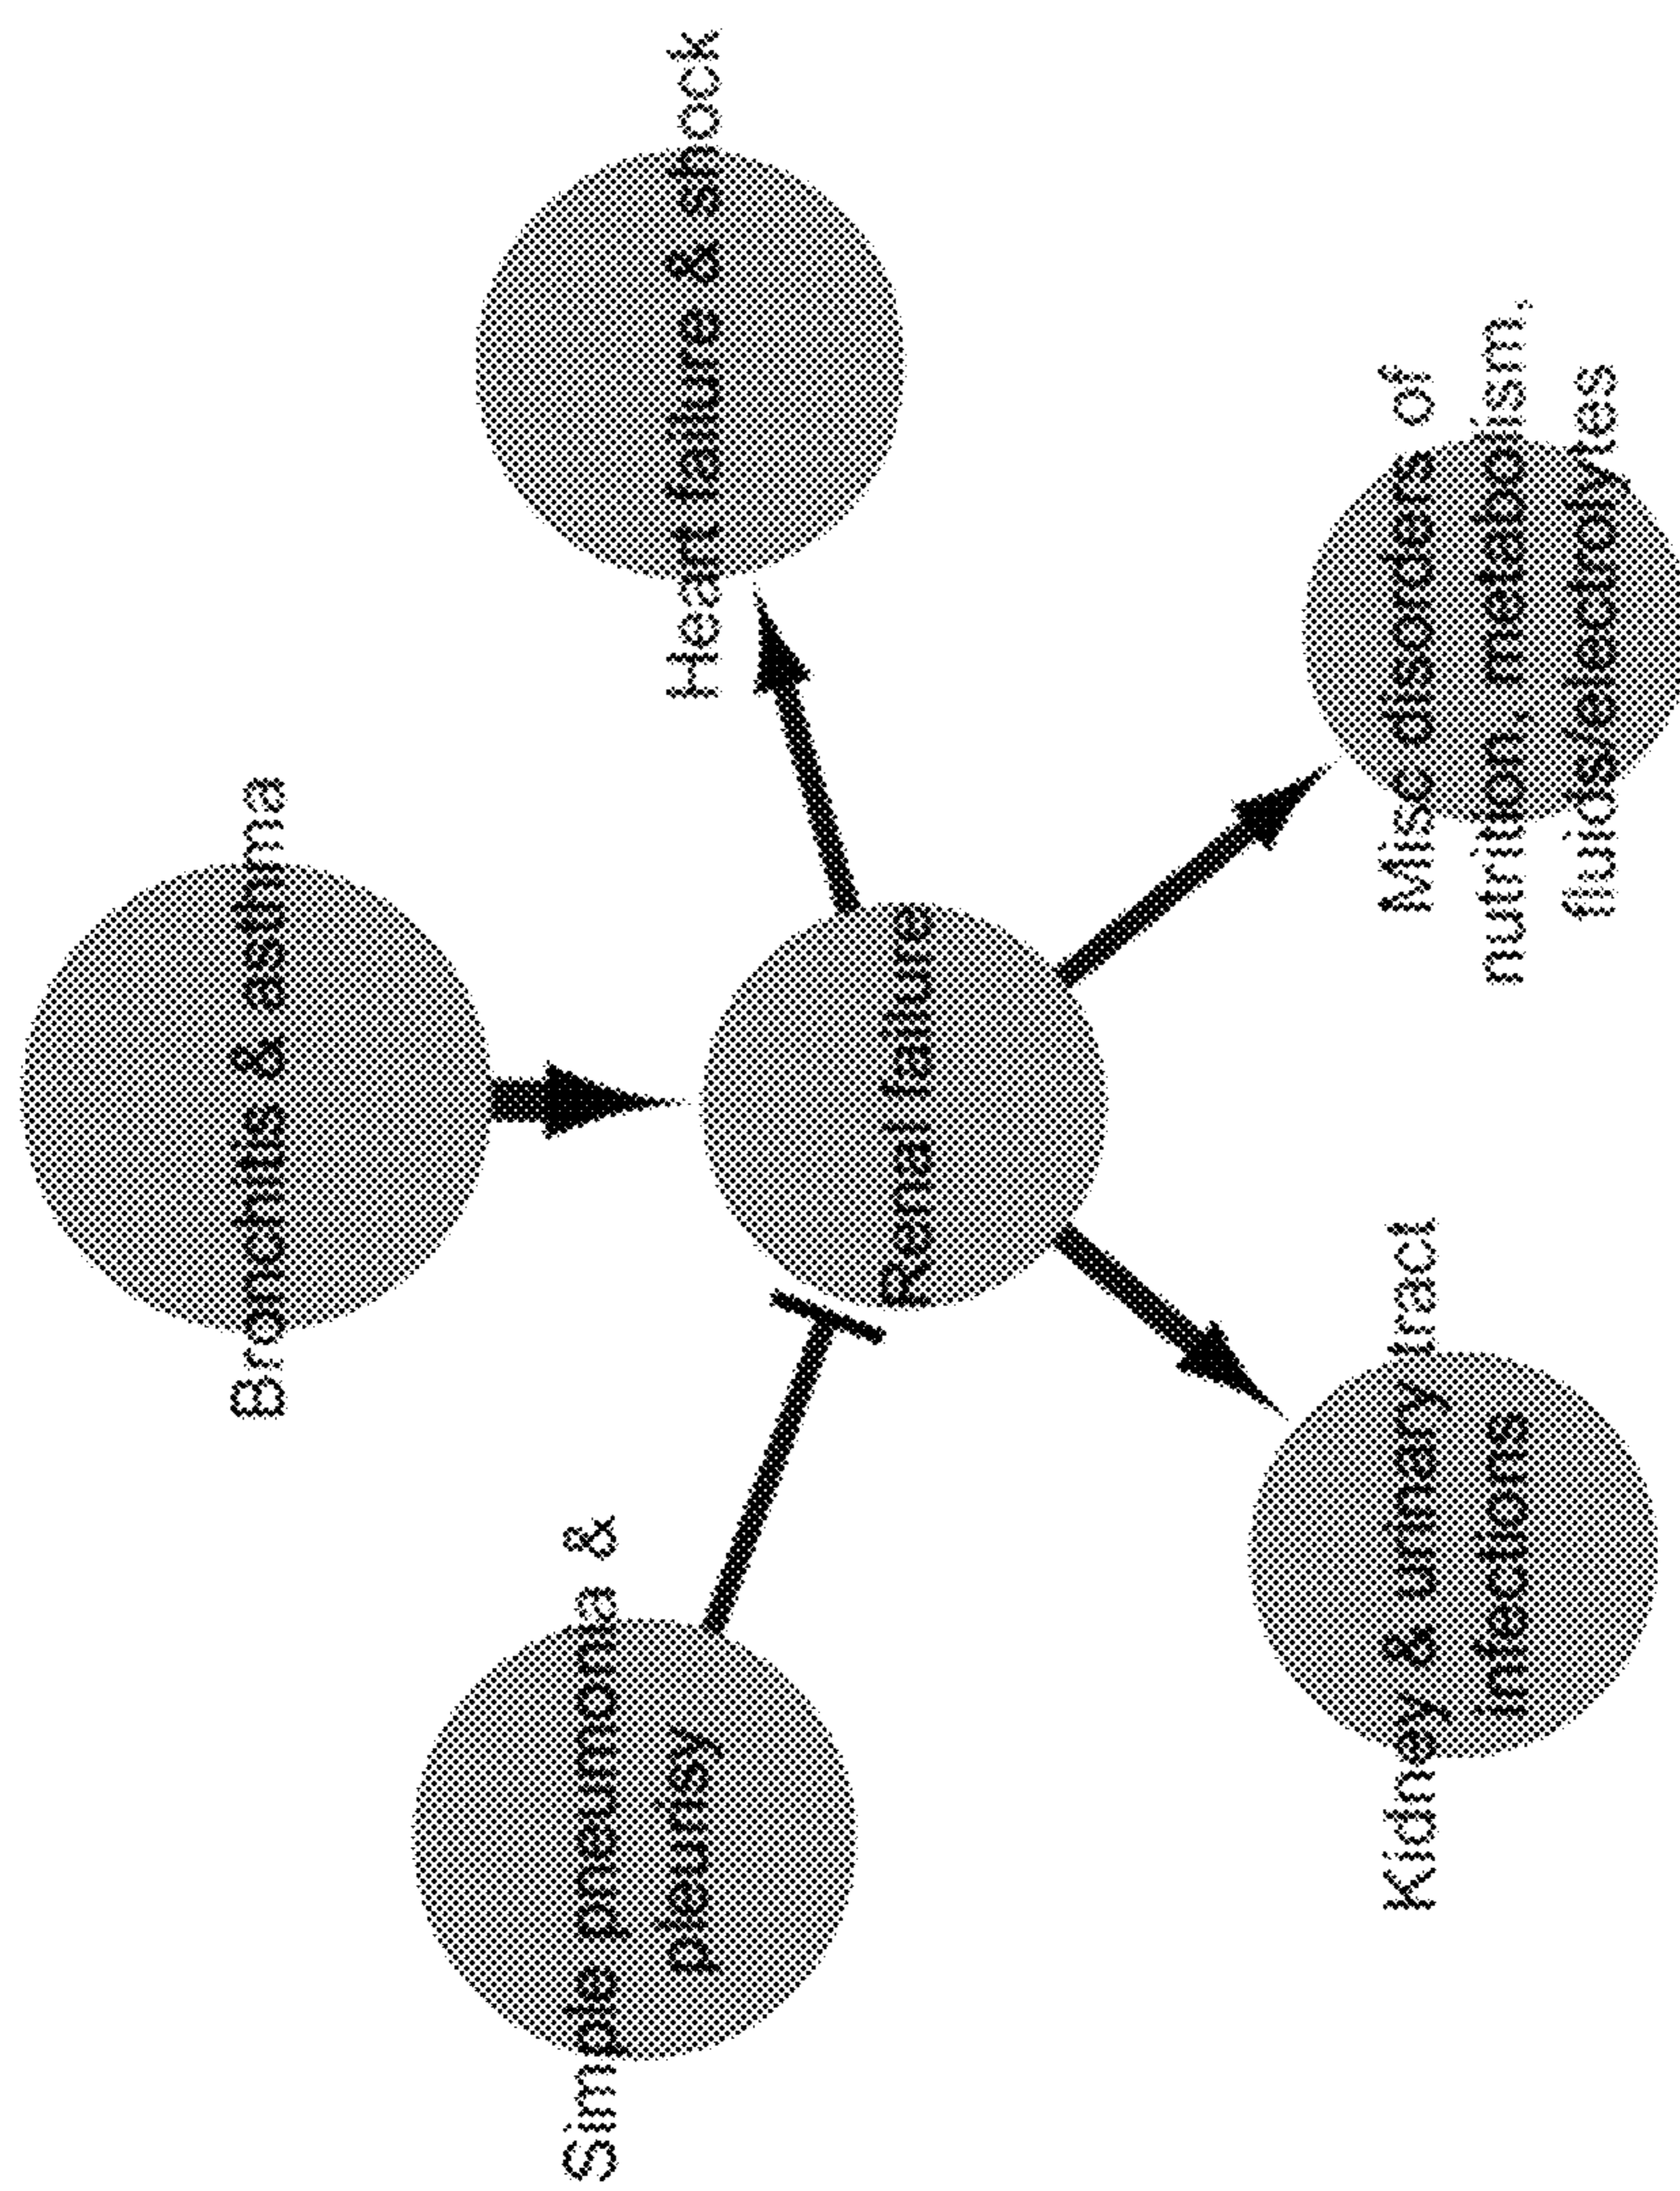 Simple pneumonia &
pleurisy
Bronchitis & asthma
Heart failure & shock
Renal failure
Kidney & urinary tract
infections
Misc disorders of
nutrition, metabolism,
fluids/electrolytes